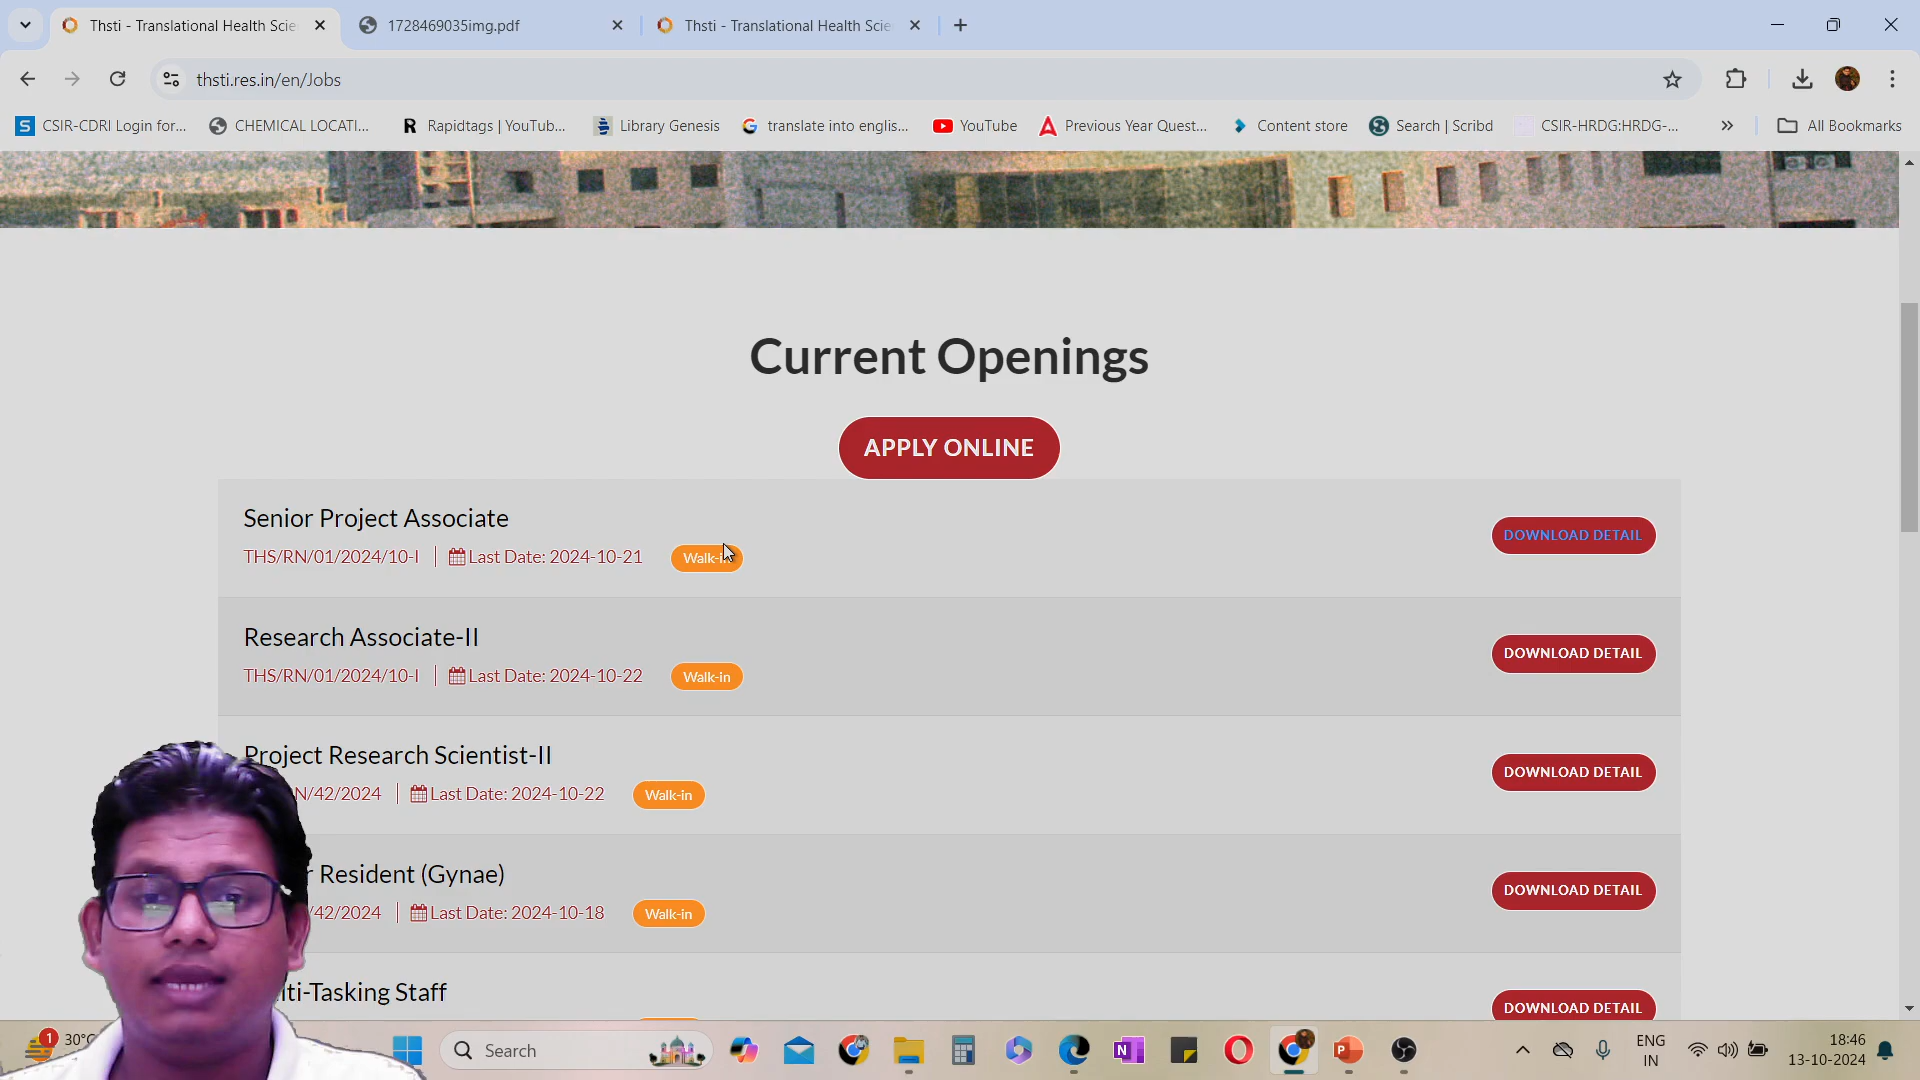 Thsti - Translational Health Scie
1728469035img.pdf
Thsti - Translational Health Scie
thsti.res.in/en/Jobs
CSIR-CDRI Login for...
CHEMICAL LOCATI...
Rapidtags | YouTub...
Library Genesis
translate into englis...
YouTube
Previous Year Quest...
Content store
Search | Scribd
CSIR-HRDG:HRDG-...
All Bookmarks
Current Openings
APPLY ONLINE
Senior Project Associate
THS/RN/01/2024/10-I
Last Date: 2024-10-21
Walk-in
DOWNLOAD DETAIL
Research Associate-II
THS/RN/01/2024/10-I
Last Date: 2024-10-22
Walk-in
DOWNLOAD DETAIL
Project Research Scientist-II
N/42/2024
Last Date: 2024-10-22
Walk-in
DOWNLOAD DETAIL
r Resident (Gynae)
/42/2024
Last Date: 2024-10-18
Walk-in
DOWNLOAD DETAIL
lti-Tasking Staff
DOWNLOAD DETAIL
1
30°C
Search
ENG
IN
18:46
13-10-2024